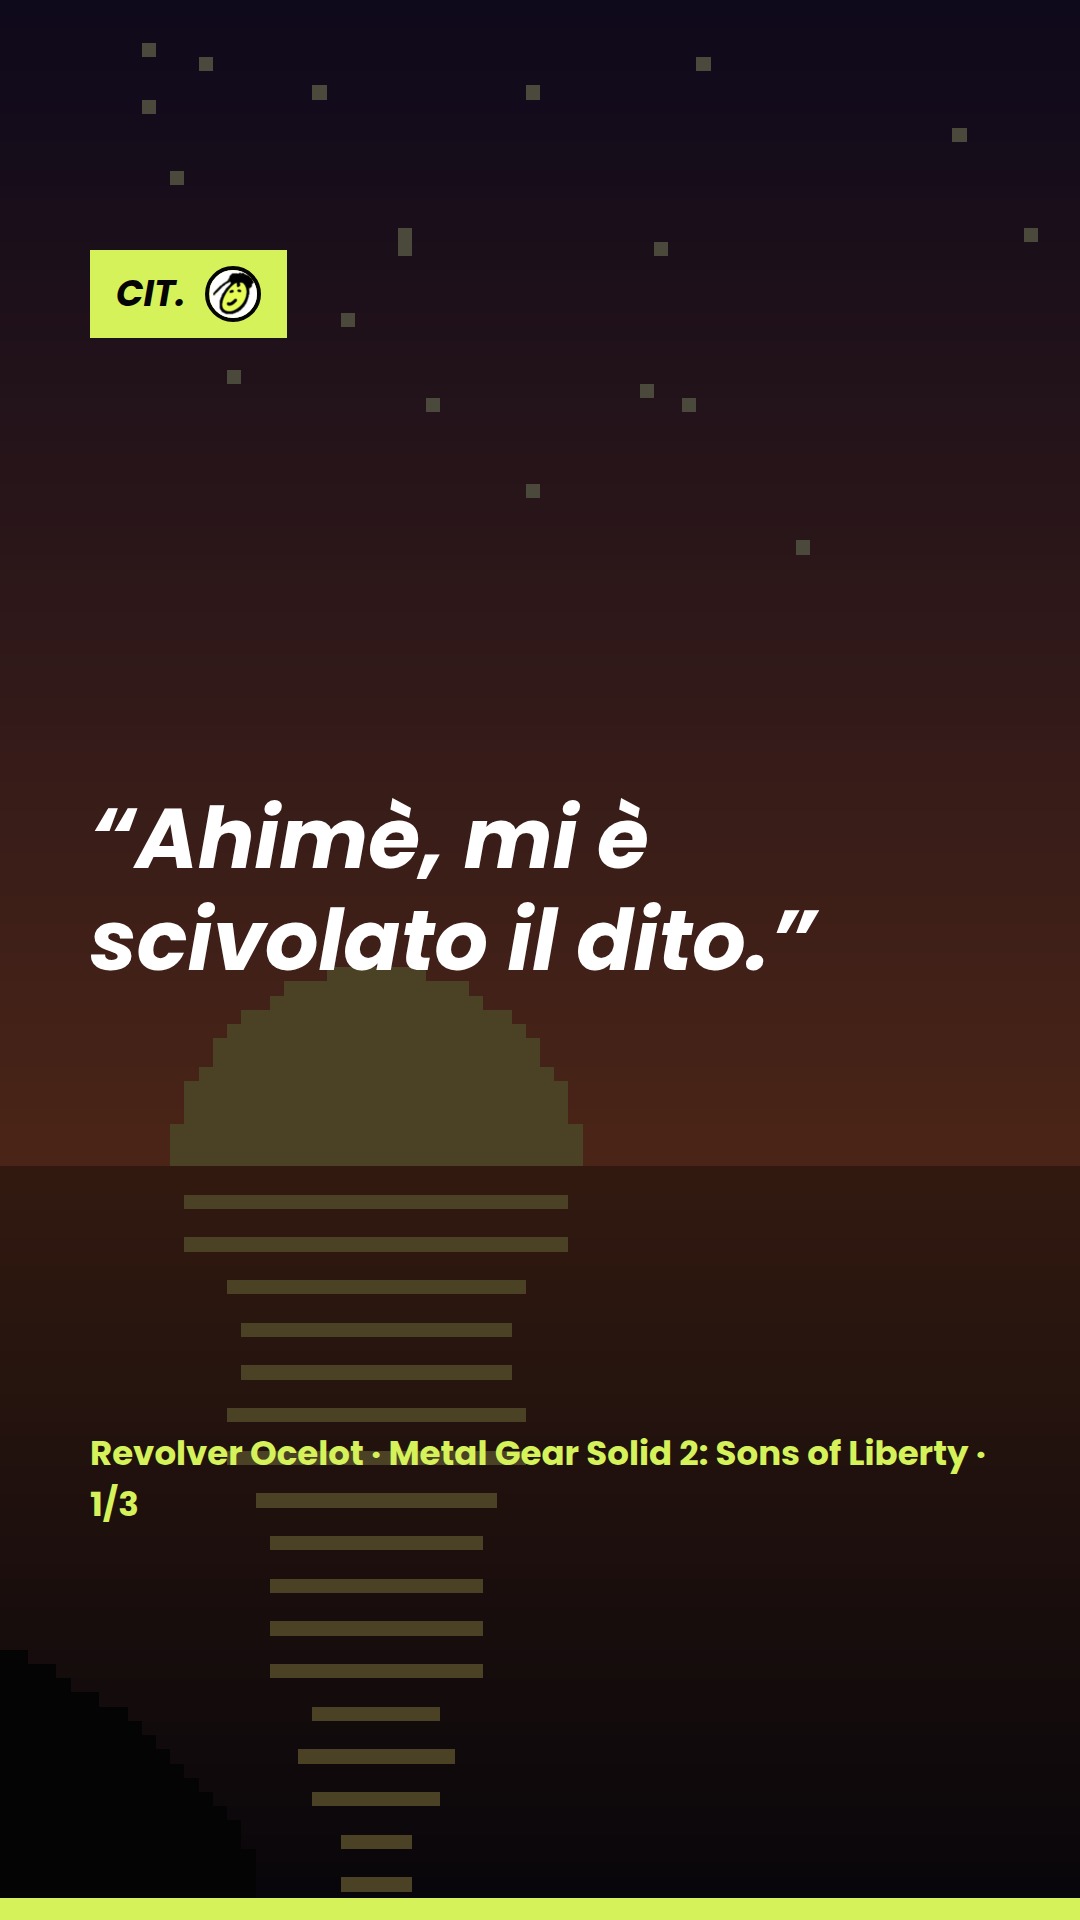 CIT.
“Ahimè, mi è
scivolato il dito.”
Revolver Ocelot · Metal Gear Solid 2: Sons of Liberty ·
1/3